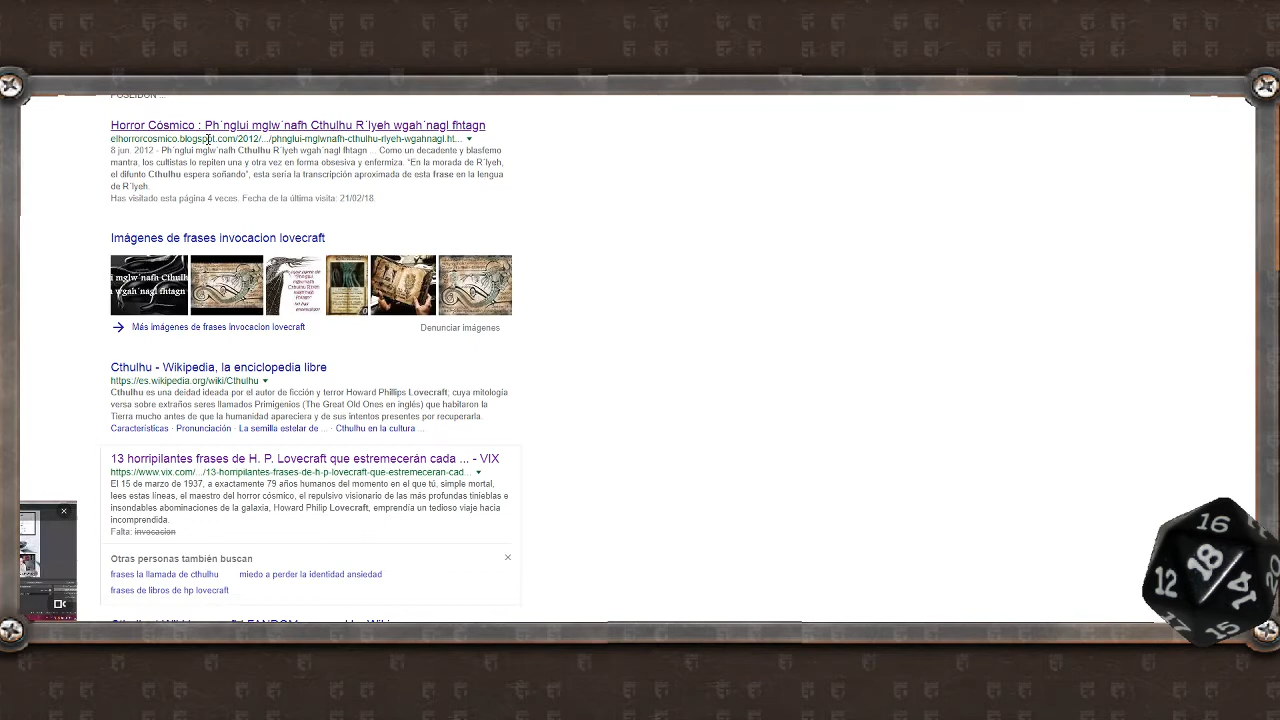 POSEIDON ...
Horror Cósmico : Ph´nglui mglw´nafh Cthulhu R´lyeh wgah´nagl fhtagn
elhorrorcosmico.blogspot.com/2012/.../phnglui-mglwnafh-cthulhu-rlyeh-wgahnagl.ht...
8 jun. 2012 - Ph´nglui mglw´nafh Cthulhu R´lyeh wgah´nagl fhtagn ... Como un decadente y blasfemo
mantra, los cultistas lo repiten una y otra vez en forma obsesiva y enfermiza. "En la morada de R´lyeh,
el difunto Cthulhu espera soñando", esta sería la transcripción aproximada de esta frase en la lengua
de R´lyeh.
Has visitado esta página 4 veces. Fecha de la última visita: 21/02/18
Imágenes de frases invocacion lovecraft
i mglw´nafh Cthulh
wgah´nagl fhtagn
Más imágenes de frases invocacion lovecraft
Denunciar imágenes
Cthulhu - Wikipedia, la enciclopedia libre
https://es.wikipedia.org/wiki/Cthulhu
Cthulhu es una deidad ideada por el autor de ficción y terror Howard Phillips Lovecraft; cuya mitología
versa sobre extraños seres llamados Primigenios (The Great Old Ones en inglés) que habitaron la
Tierra mucho antes de que la humanidad apareciera y de sus intentos presentes por recuperarla.
Características · Pronunciación · La semilla estelar de ... · Cthulhu en la cultura ...
13 horripilantes frases de H. P. Lovecraft que estremecerán cada ... - VIX
https://www.vix.com/.../13-horripilantes-frases-de-h-p-lovecraft-que-estremeceran-cad...
El 15 de marzo de 1937, a exactamente 79 años humanos del momento en el que tú, simple mortal,
lees estas líneas, el maestro del horror cósmico, el repulsivo visionario de las más profundas tinieblas e
insondables abominaciones de la galaxia, Howard Philip Lovecraft, emprendía un tedioso viaje hacia
incomprendida.
Falta: invocacion
Otras personas también buscan
frases la llamada de cthulhu
miedo a perder la identidad ansiedad
frases de libros de hp lovecraft
16
18
12
14
20
17
15